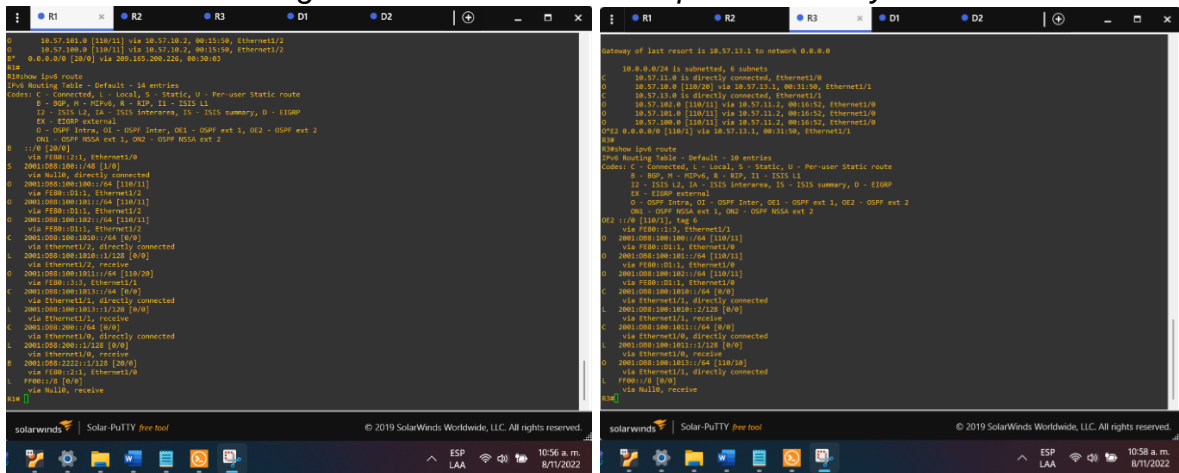 R1
R2
R3
D1
D2
O 10.57.101.0 [110/11] via 10.57.10.2, 00:15:50, Ethernet1/2
O 10.57.100.0 [110/11] via 10.57.10.2, 00:15:50, Ethernet1/2
B* 0.0.0.0/0 [20/0] via 209.165.200.226, 00:30:03
R1#
R1#show ipv6 route
IPv6 Routing Table - Default - 14 entries
Codes: C - Connected, L - Local, S - Static, U - Per-user Static route
B - BGP, M - MIPv6, R - RIP, I1 - ISIS L1
I2 - ISIS L2, IA - ISIS interarea, IS - ISIS summary, D - EIGRP
EX - EIGRP external
O - OSPF Intra, OI - OSPF Inter, OE1 - OSPF ext 1, OE2 - OSPF ext 2
ON1 - OSPF NSSA ext 1, ON2 - OSPF NSSA ext 2
B ::/0 [20/0]
via FE80::2:1, Ethernet1/0
S 2001:DB8:100::/48 [1/0]
via Null0, directly connected
O 2001:DB8:100:100::/64 [110/11]
via FE80::D1:1, Ethernet1/2
O 2001:DB8:100:101::/64 [110/11]
via FE80::D1:1, Ethernet1/2
O 2001:DB8:100:102::/64 [110/11]
via FE80::D1:1, Ethernet1/2
C 2001:DB8:100:1010::/64 [0/0]
via Ethernet1/2, directly connected
L 2001:DB8:100:1010::1/128 [0/0]
via Ethernet1/2, receive
O 2001:DB8:100:1011::/64 [110/20]
via FE80::3:3, Ethernet1/1
C 2001:DB8:100:1013::/64 [0/0]
via Ethernet1/1, directly connected
L 2001:DB8:100:1013::1/128 [0/0]
via Ethernet1/1, receive
C 2001:DB8:200::/64 [0/0]
via Ethernet1/0, directly connected
L 2001:DB8:200::1/128 [0/0]
via Ethernet1/0, receive
B 2001:DB8:2222::1/128 [20/0]
via FE80::2:1, Ethernet1/0
L FF00::/8 [0/0]
via Null0, receive
R1#
solarwinds Solar-PuTTY free tool
© 2019 SolarWinds Worldwide, LLC. All rights reserved.
ESP
LAA
10:56 a. m.
8/11/2022
R1
R2
R3
D1
D2
Gateway of last resort is 10.57.13.1 to network 0.0.0.0
10.0.0.0/24 is subnetted, 6 subnets
C 10.57.11.0 is directly connected, Ethernet1/0
O 10.57.10.0 [110/20] via 10.57.13.1, 00:31:50, Ethernet1/1
C 10.57.13.0 is directly connected, Ethernet1/1
O 10.57.102.0 [110/11] via 10.57.11.2, 00:16:52, Ethernet1/0
O 10.57.101.0 [110/11] via 10.57.11.2, 00:16:52, Ethernet1/0
O 10.57.100.0 [110/11] via 10.57.11.2, 00:16:52, Ethernet1/0
O*E2 0.0.0.0/0 [110/1] via 10.57.13.1, 00:31:50, Ethernet1/1
R3#
R3#show ipv6 route
IPv6 Routing Table - Default - 10 entries
Codes: C - Connected, L - Local, S - Static, U - Per-user Static route
B - BGP, M - MIPv6, R - RIP, I1 - ISIS L1
I2 - ISIS L2, IA - ISIS interarea, IS - ISIS summary, D - EIGRP
EX - EIGRP external
O - OSPF Intra, OI - OSPF Inter, OE1 - OSPF ext 1, OE2 - OSPF ext 2
ON1 - OSPF NSSA ext 1, ON2 - OSPF NSSA ext 2
OE2 ::/0 [110/1], tag 6
via FE80::1:3, Ethernet1/1
O 2001:DB8:100:100::/64 [110/11]
via FE80::D1:1, Ethernet1/0
O 2001:DB8:100:101::/64 [110/11]
via FE80::D1:1, Ethernet1/0
O 2001:DB8:100:102::/64 [110/11]
via FE80::D1:1, Ethernet1/0
C 2001:DB8:100:1010::/64 [0/0]
via Ethernet1/1, directly connected
L 2001:DB8:100:1010::2/128 [0/0]
via Ethernet1/1, receive
C 2001:DB8:100:1011::/64 [0/0]
via Ethernet1/0, directly connected
L 2001:DB8:100:1011::1/128 [0/0]
via Ethernet1/0, receive
O 2001:DB8:100:1013::/64 [110/10]
via Ethernet1/1, directly connected
L FF00::/8 [0/0]
via Null0, receive
R3#
solarwinds Solar-PuTTY free tool
© 2019 SolarWinds Worldwide, LLC. All rights reserved.
ESP
LAA
10:58 a. m.
8/11/2022